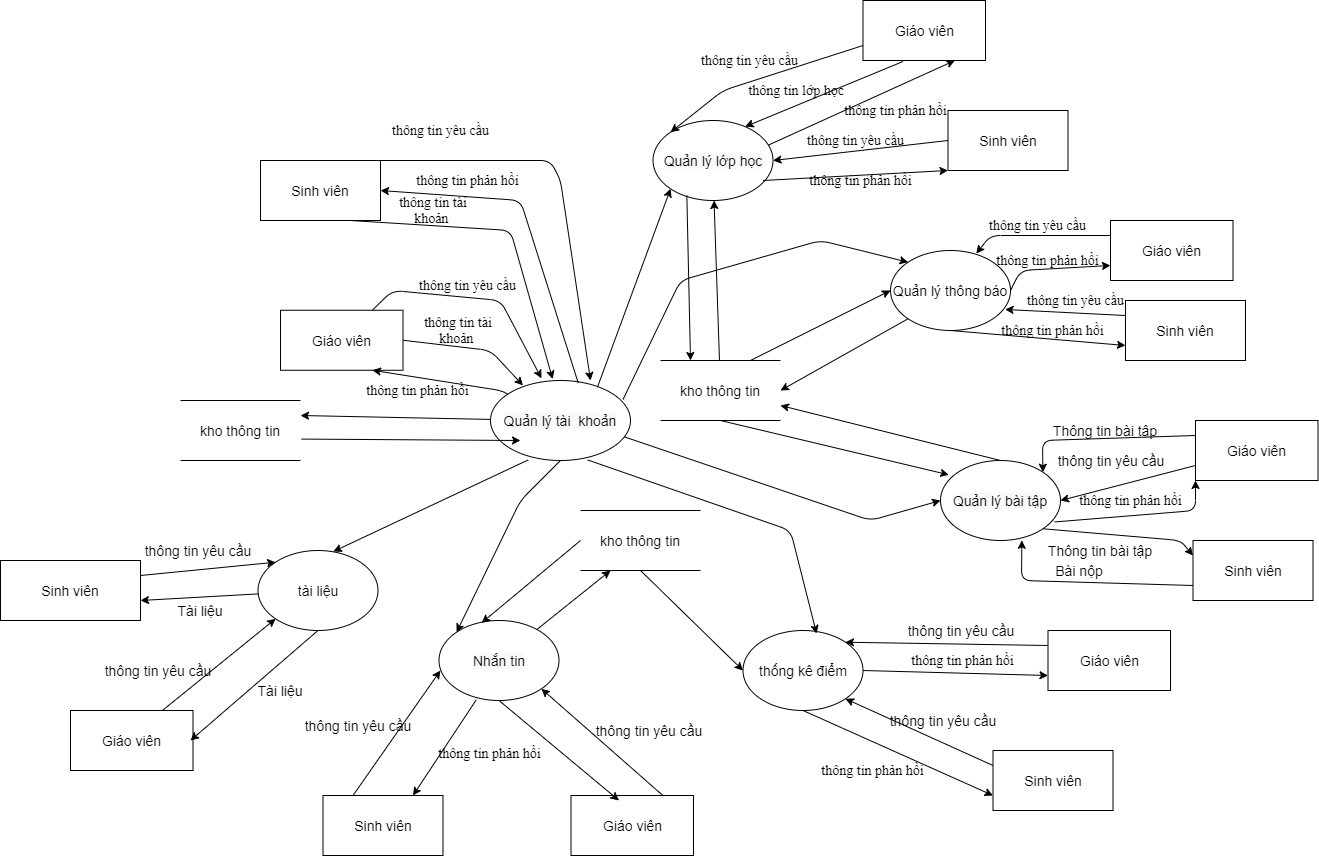 Giáo viên
thông tin yêu cầu
thông tin lớp học
thông tin phản hồi
thông tin yêu cầu
Sinh viên
thông tin phản hồi
Quản lý lớp học
thông tin yêu cầu
Sinh viên
thông tin phản hồi
thông tin tài
khoản
thông tin yêu cầu
Giáo viên
thông tin phản hồi
Quản lý thông báo
thông tin yêu cầu
Sinh viên
thông tin phản hồi
thông tin yêu cầu
Giáo viên
thông tin tài
khoản
thông tin phản hồi
kho thông tin
kho thông tin
Quản lý tài khoản
Thông tin bài tập
Giáo viên
thông tin yêu cầu
thông tin phản hồi
Quản lý bài tập
Thông tin bài tập
Bài nộp
Sinh viên
kho thông tin
thông tin yêu cầu
Sinh viên
tài liệu
Tài liệu
thông tin yêu cầu
Tài liệu
Giáo viên
Nhắn tin
thông tin yêu cầu
thông tin phản hồi
thông tin yêu cầu
Sinh viên
Giáo viên
thống kê điểm
thông tin yêu cầu
Giáo viên
thông tin phản hồi
thông tin yêu cầu
thông tin phản hồi
Sinh viên